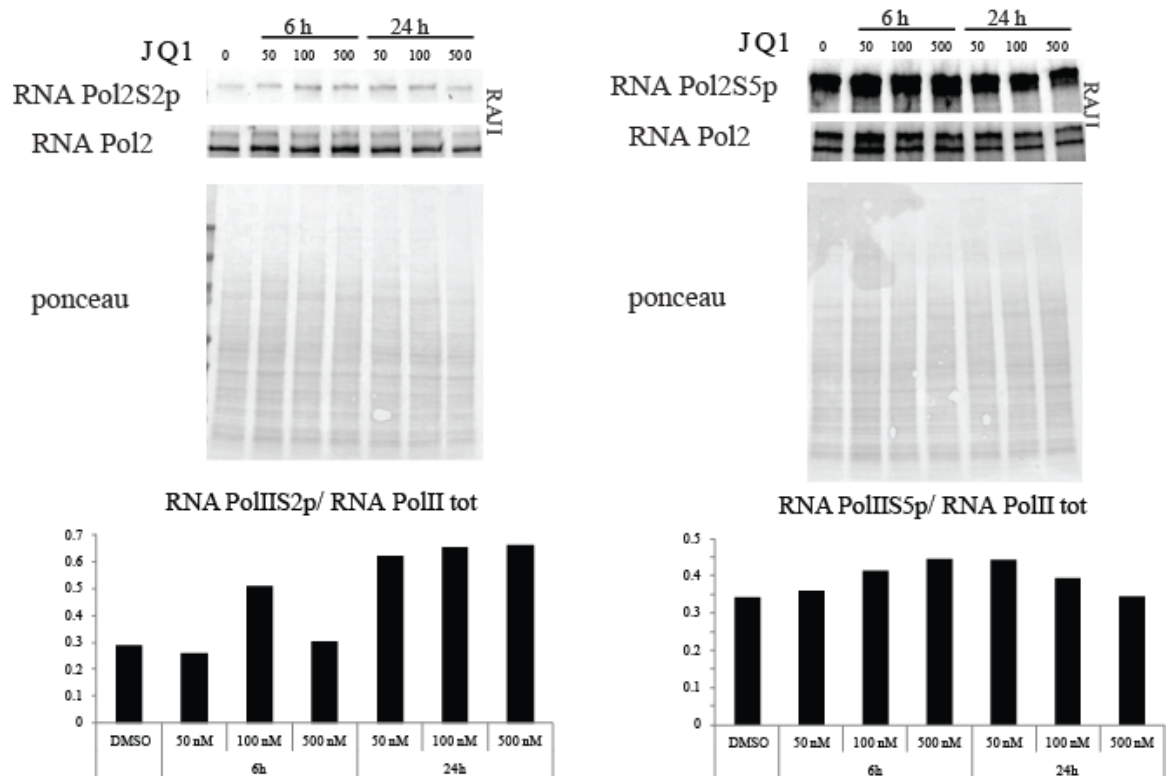 6 h 24 h
JQ1 0 50 100 500 50 100 500
RNA Pol2S2p
RAJI
RNA Pol2
ponceau
RNA PolIIS2p/ RNA PolII tot
0.7
0.6
0.5
0.4
0.3
0.2
0.1
0
DMSO 50 nM 100 nM 500 nM 50 nM 100 nM 500 nM
6h 24h
6 h 24 h
JQ1 0 50 100 500 50 100 500
RNA Pol2S5p
RAJI
RNA Pol2
ponceau
RNA PolIIS5p/ RNA PolII tot
0.5
0.4
0.3
0.2
0.1
0
DMSO 50 nM 100 nM 500 nM 50 nM 100 nM 500 nM
6h 24h